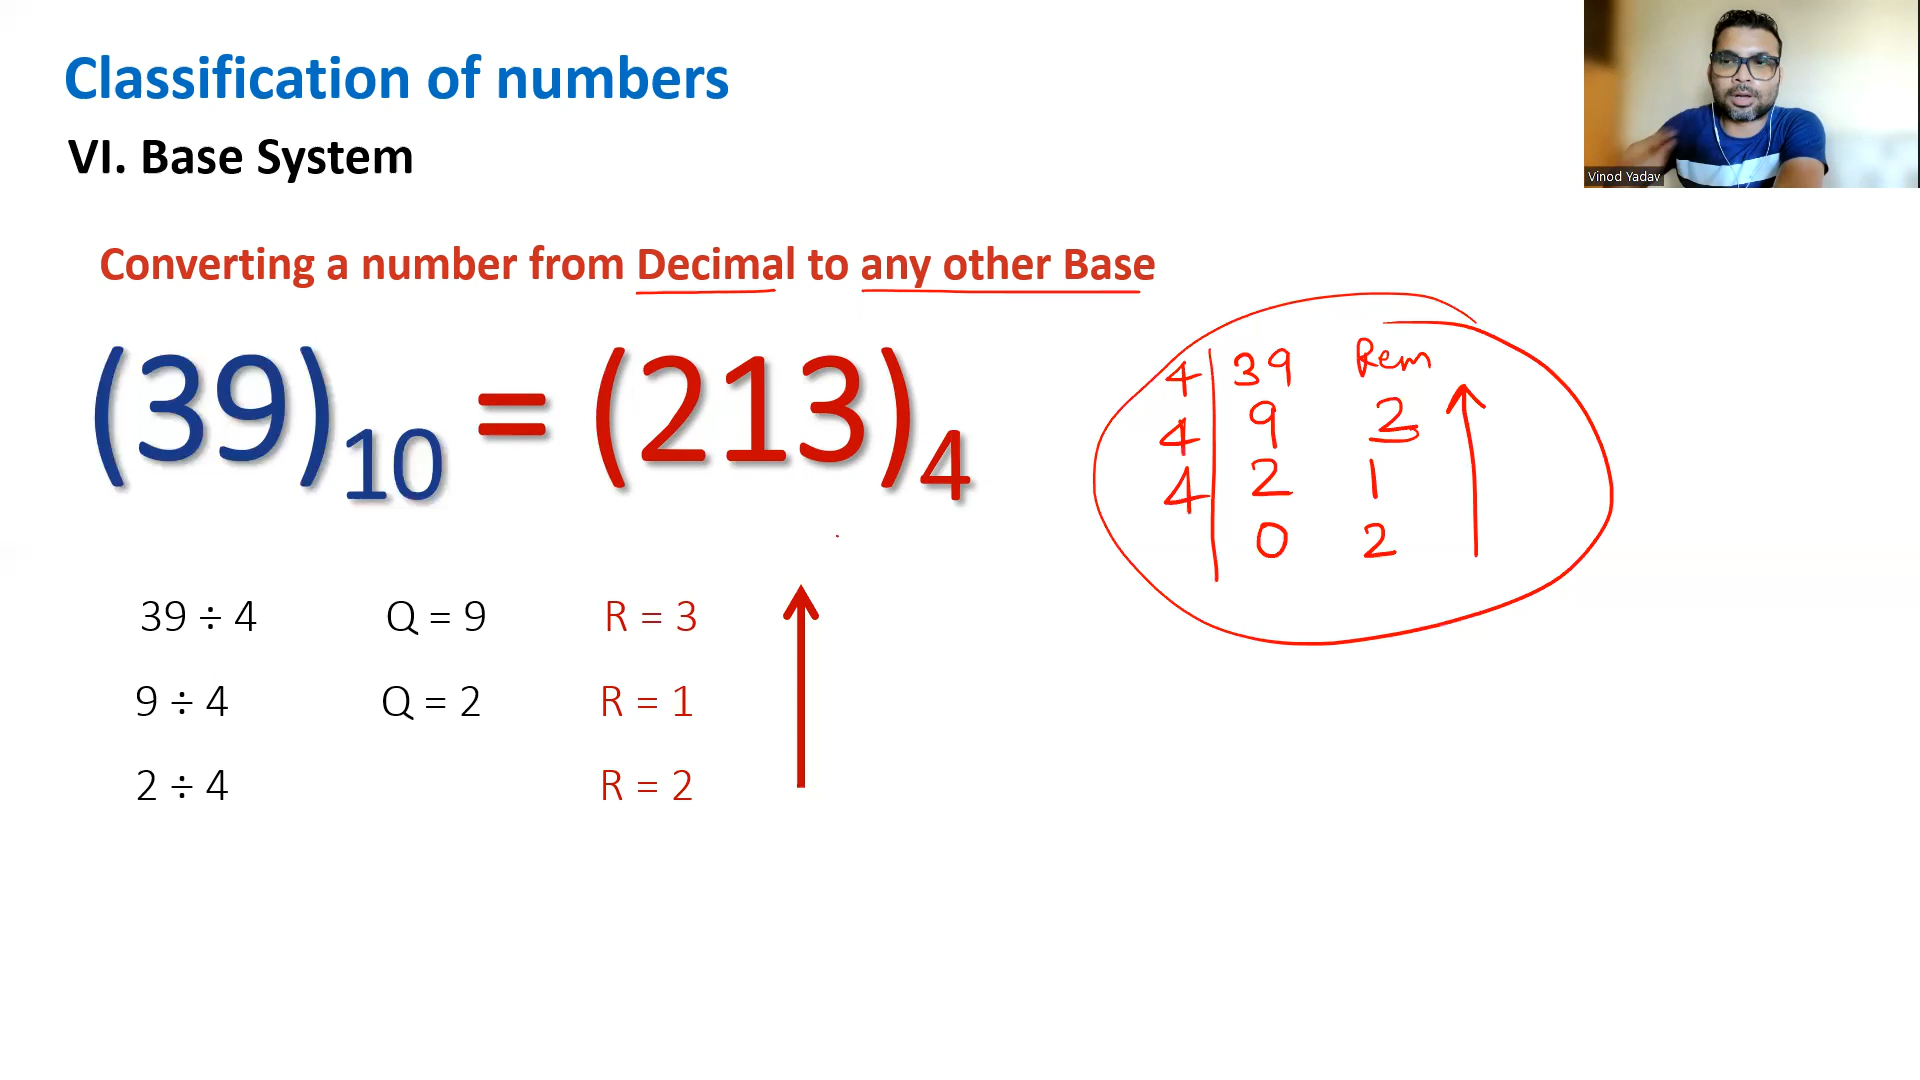 Classification of numbers
VI. Base System
Vinod Yadav
Converting a number from Decimal to any other Base
(39)10 = (213)4
4 39 Rem
4 9 2
4 2 1
0 2
39 ÷ 4 Q = 9 R = 3
9 ÷ 4 Q = 2 R = 1
2 ÷ 4 R = 2